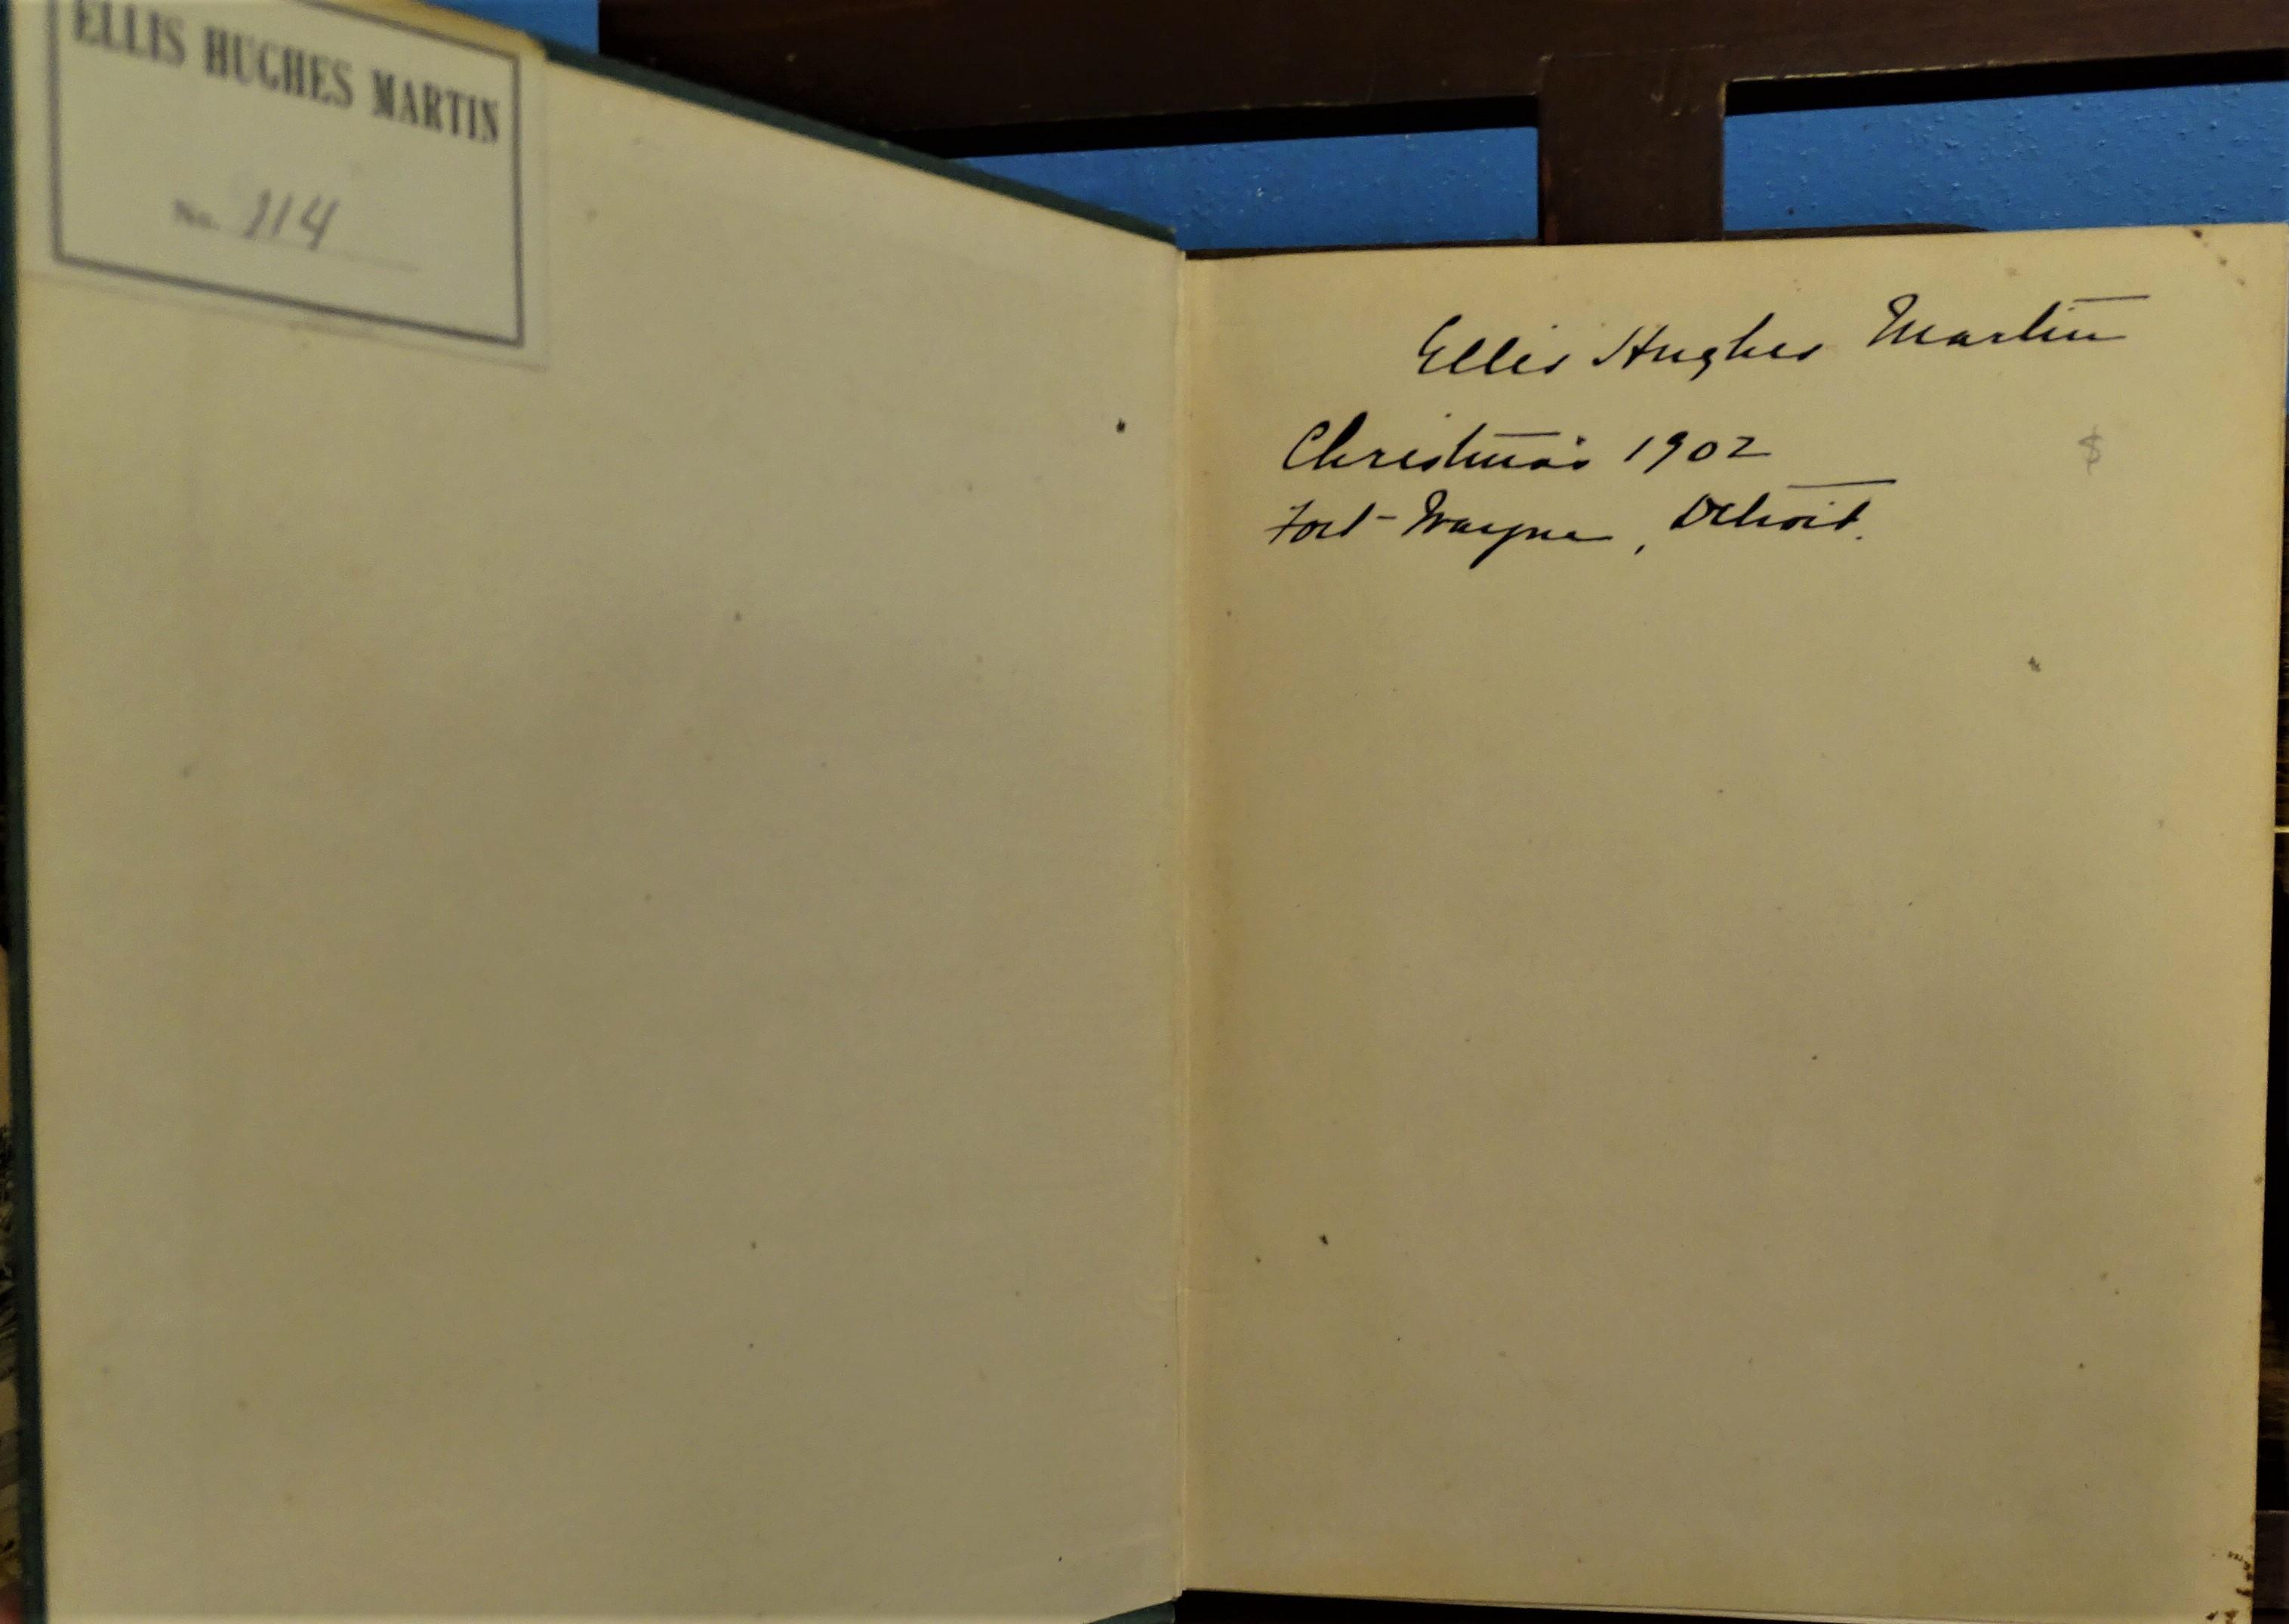 ELLIS HUGHES MARTIN
No. 114
Ellis Hughes Martin
Christmas 1902
Fort-Wayne, Detroit.
$